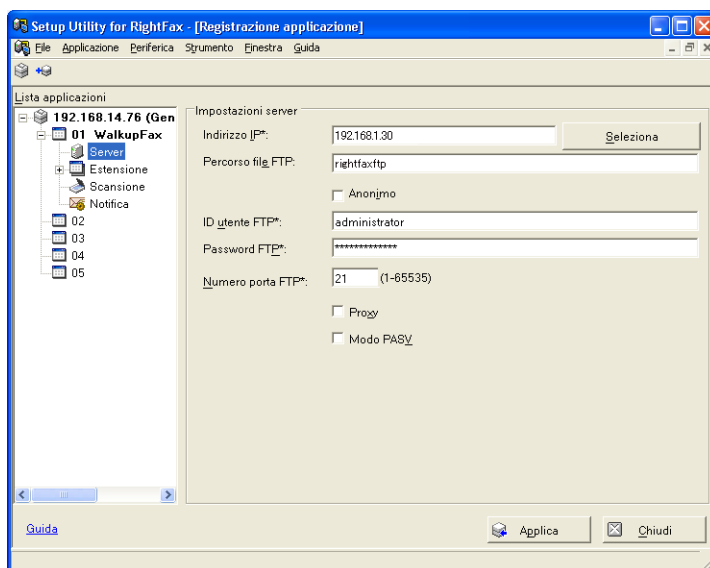 Setup Utility for RightFax - [Registrazione applicazione]
File Applicazione Periferica Strumento Finestra Guida
Lista applicazioni
192.168.14.76 (Gen
01 WalkupFax
Server
Estensione
Scansione
Notifica
02
03
04
05
Impostazioni server
Indirizzo IP*: 192.168.1.30 Seleziona
Percorso file FTP: rightfaxftp
Anonimo
ID utente FTP*: administrator
Password FTP*: *************
Numero porta FTP*: 21 (1-65535)
Proxy
Modo PASV
Guida Applica Chiudi